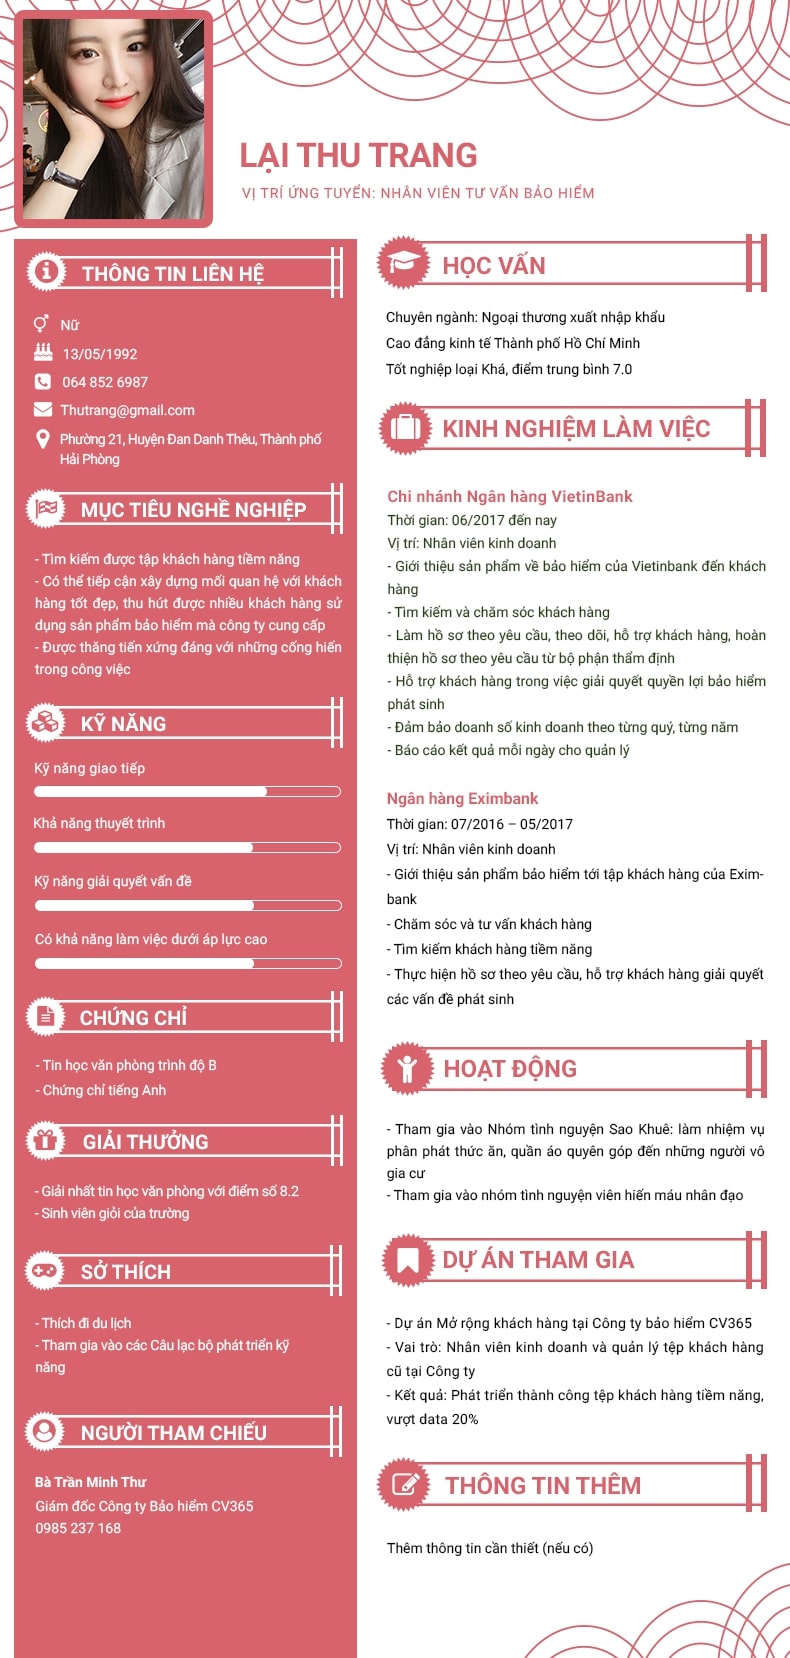 LẠI THU TRANG
VỊ TRÍ ỨNG TUYỂN: NHÂN VIÊN TƯ VẤN BẢO HIỂM
THÔNG TIN LIÊN HỆ
Nữ
13/05/1992
064 852 6987
Thutrang@gmail.com
Phường 21, Huyện Đan Danh Thêu, Thành phố
Hải Phòng
MỤC TIÊU NGHỀ NGHIỆP
- Tìm kiếm được tập khách hàng tiềm năng
- Có thể tiếp cận xây dựng mối quan hệ với khách
hàng tốt đẹp, thu hút được nhiều khách hàng sử
dụng sản phẩm bảo hiểm mà công ty cung cấp
- Được thăng tiến xứng đáng với những cống hiến
trong công việc
KỸ NĂNG
Kỹ năng giao tiếp
Khả năng thuyết trình
Kỹ năng giải quyết vấn đề
Có khả năng làm việc dưới áp lực cao
CHỨNG CHỈ
- Tin học văn phòng trình độ B
- Chứng chỉ tiếng Anh
GIẢI THƯỞNG
- Giải nhất tin học văn phòng với điểm số 8.2
- Sinh viên giỏi của trường
SỞ THÍCH
- Thích đi du lịch
- Tham gia vào các Câu lạc bộ phát triển kỹ
năng
NGƯỜI THAM CHIẾU
Bà Trần Minh Thư
Giám đốc Công ty Bảo hiểm CV365
0985 237 168
HỌC VẤN
Chuyên ngành: Ngoại thương xuất nhập khẩu
Cao đẳng kinh tế Thành phố Hồ Chí Minh
Tốt nghiệp loại Khá, điểm trung bình 7.0
KINH NGHIỆM LÀM VIỆC
Chi nhánh Ngân hàng VietinBank
Thời gian: 06/2017 đến nay
Vị trí: Nhân viên kinh doanh
- Giới thiệu sản phẩm về bảo hiểm của Vietinbank đến khách
hàng
- Tìm kiếm và chăm sóc khách hàng
- Làm hồ sơ theo yêu cầu, theo dõi, hỗ trợ khách hàng, hoàn
thiện hồ sơ theo yêu cầu từ bộ phận thẩm định
- Hỗ trợ khách hàng trong việc giải quyết quyền lợi bảo hiểm
phát sinh
- Đảm bảo doanh số kinh doanh theo từng quý, từng năm
- Báo cáo kết quả mỗi ngày cho quản lý
Ngân hàng Eximbank
Thời gian: 07/2016 – 05/2017
Vị trí: Nhân viên kinh doanh
- Giới thiệu sản phẩm bảo hiểm tới tập khách hàng của Exim-
bank
- Chăm sóc và tư vấn khách hàng
- Tìm kiếm khách hàng tiềm năng
- Thực hiện hồ sơ theo yêu cầu, hỗ trợ khách hàng giải quyết
các vấn đề phát sinh
HOẠT ĐỘNG
- Tham gia vào Nhóm tình nguyện Sao Khuê: làm nhiệm vụ
phân phát thức ăn, quần áo quyên góp đến những người vô
gia cư
- Tham gia vào nhóm tình nguyện viên hiến máu nhân đạo
DỰ ÁN THAM GIA
- Dự án Mở rộng khách hàng tại Công ty bảo hiểm CV365
- Vai trò: Nhân viên kinh doanh và quản lý tệp khách hàng
cũ tại Công ty
- Kết quả: Phát triển thành công tệp khách hàng tiềm năng,
vượt data 20%
THÔNG TIN THÊM
Thêm thông tin cần thiết (nếu có)